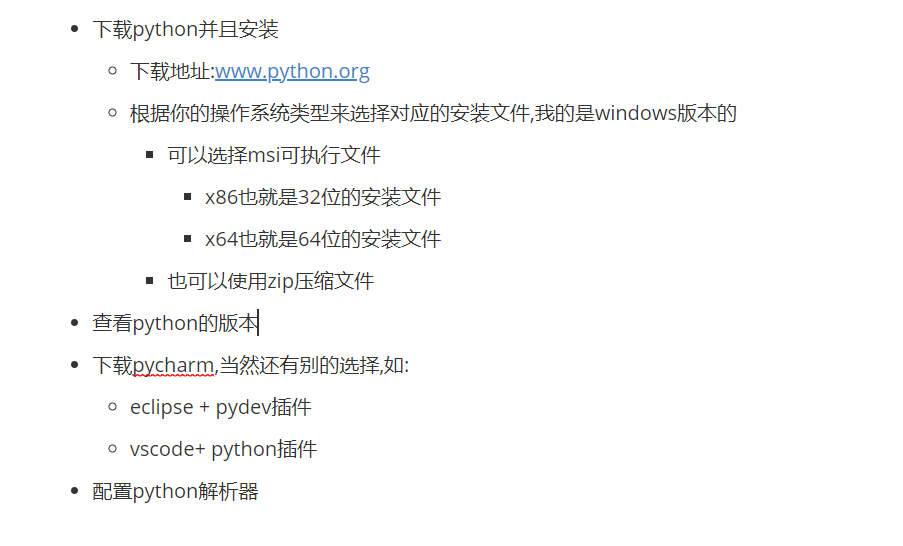 下载python并且安装
下载地址:www.python.org
根据你的操作系统类型来选择对应的安装文件,我的是windows版本的
可以选择msi可执行文件
x86也就是32位的安装文件
x64也就是64位的安装文件
也可以使用zip压缩文件
查看python的版本
下载pycharm,当然还有别的选择,如:
eclipse + pydev插件
vscode+ python插件
配置python解析器